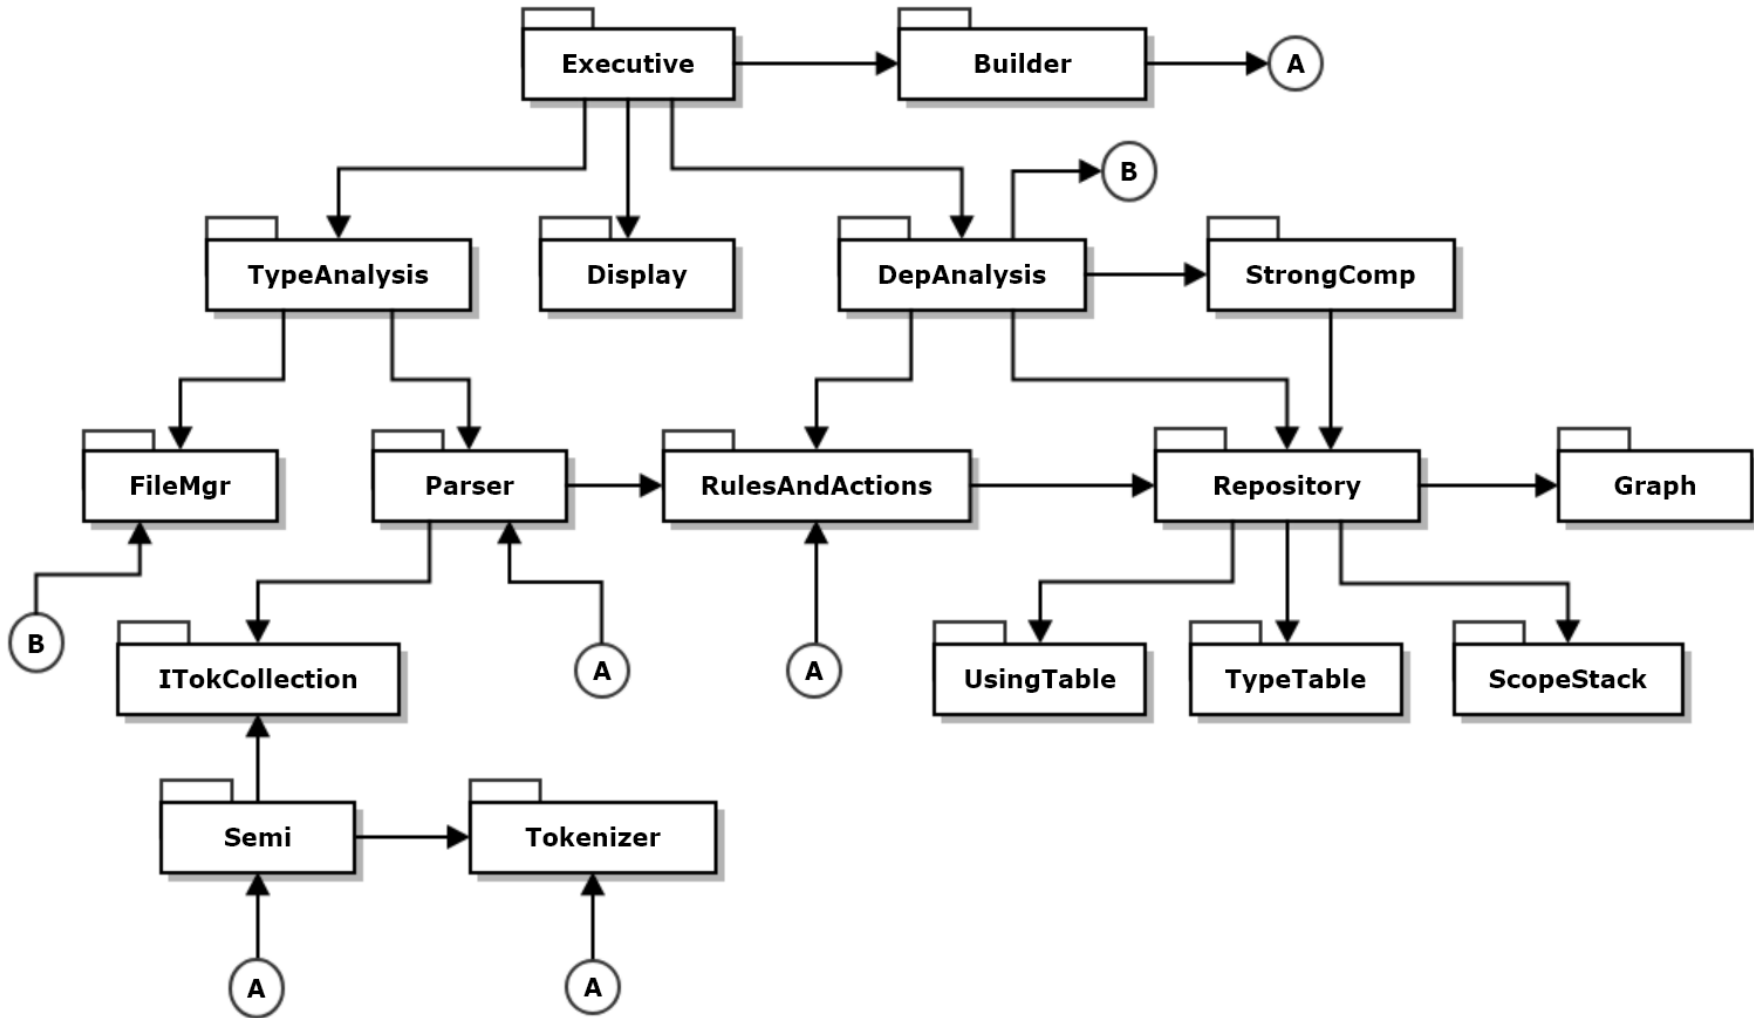 Executive
Builder
A
B
TypeAnalysis
Display
DepAnalysis
StrongComp
FileMgr
Parser
RulesAndActions
Repository
Graph
B
ITokCollection
A
A
UsingTable
TypeTable
ScopeStack
Semi
Tokenizer
A
A